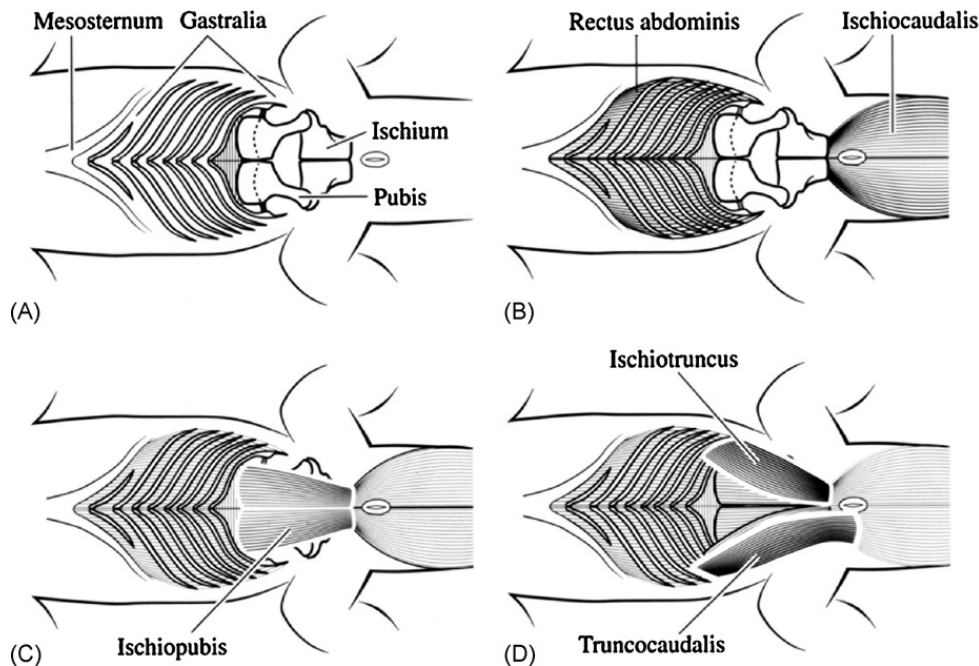 Mesosternum Gastralia
Ischium
Pubis
(A)
Rectus abdominis Ischiocaudalis
(B)
Ischiopubis
(C)
Ischiotruncus
Truncocaudalis
(D)